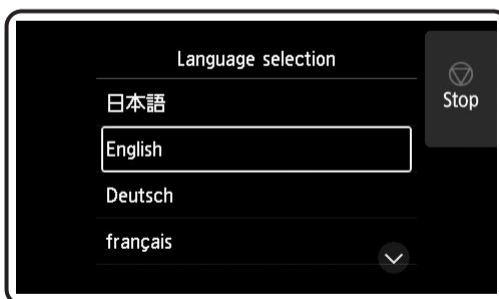 Language selection
Stop
日本語
English
Deutsch
français